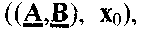 ((A,B), x₀),